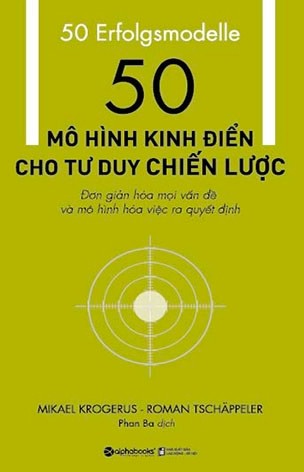 50 Erfolgsmodelle
50
MÔ HÌNH KINH ĐIỂN
CHO TƯ DUY CHIẾN LƯỢC
Đơn giản hóa mọi vấn đề
và mô hình hóa việc ra quyết định
MIKAEL KROGERUS - ROMAN TSCHÄPPELER
Phan Ba dịch
alphabooks